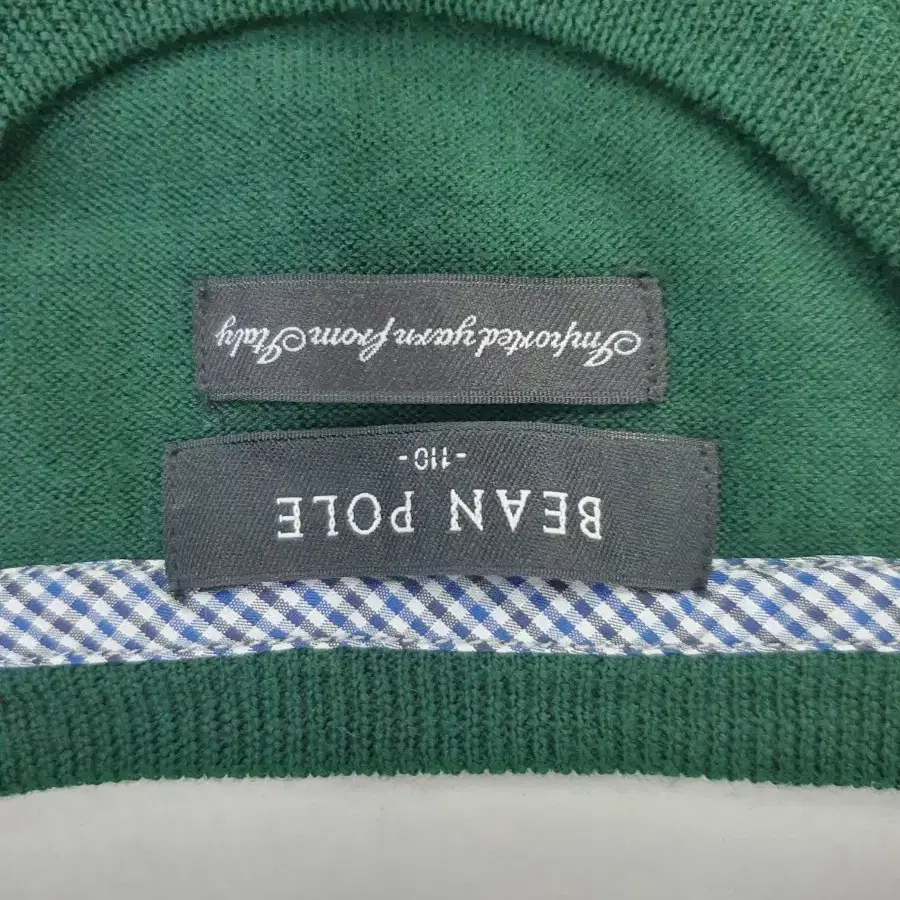 BEAN POLE
-110-
Imported yarn from Italy